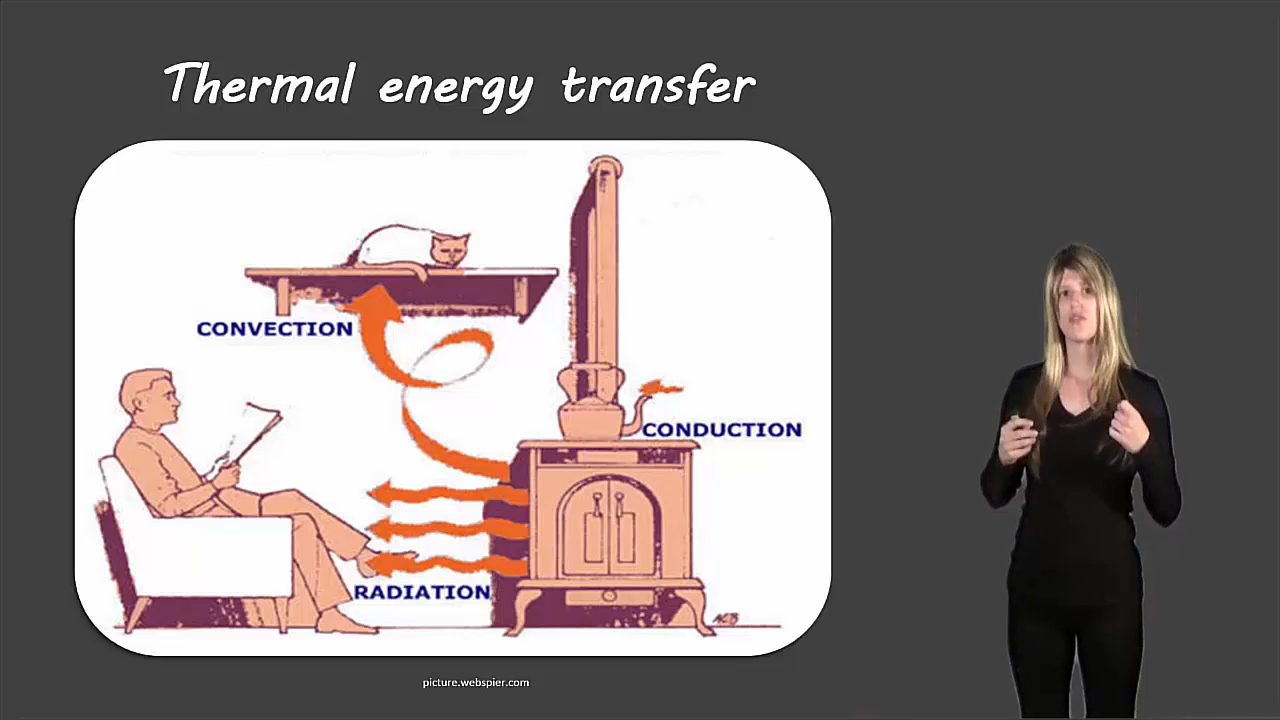 Thermal energy transfer
CONVECTION
CONDUCTION
RADIATION
picture.webspier.com